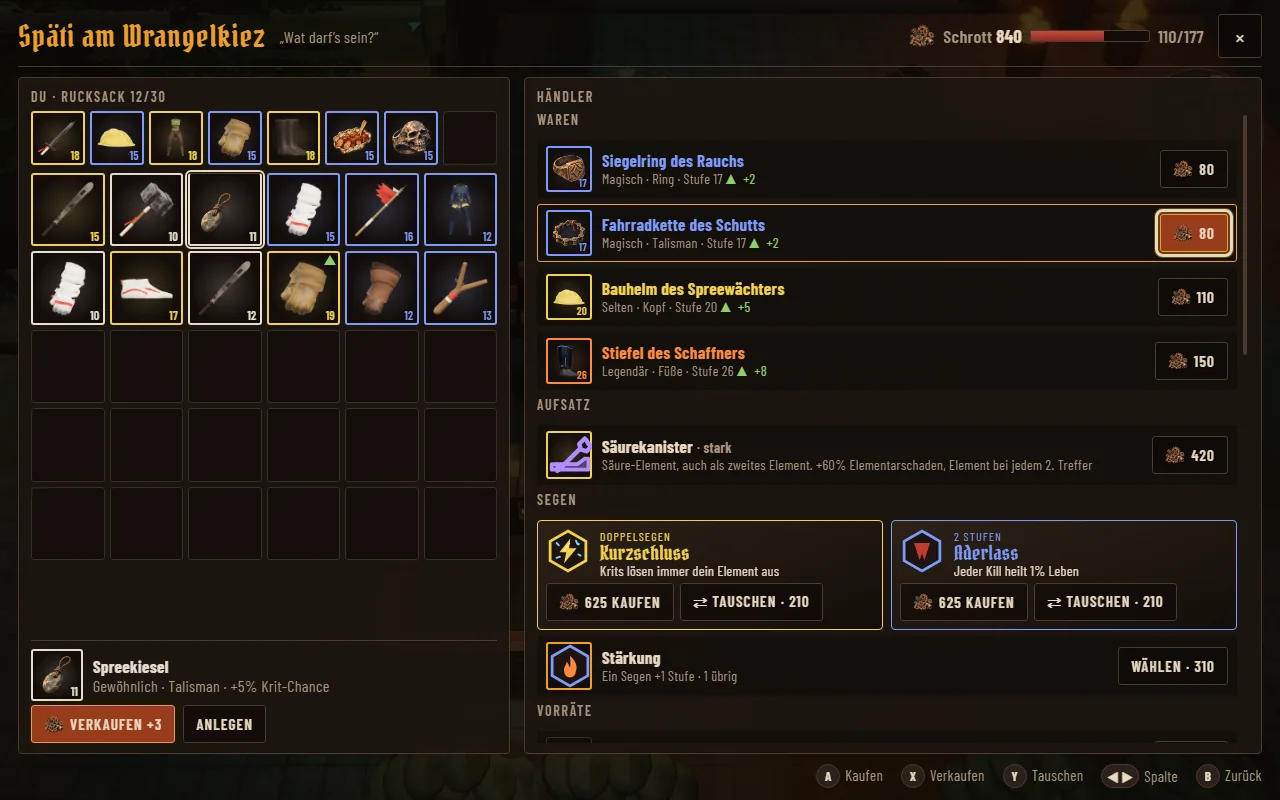 Späti am Wrangelkiez
„Wat darf's sein?"
Schrott 840
110/177
×
DU · RUCKSACK 12/30
18 15 18 15 18 15 15
15 10 11 15 16 12
10 17 12 19 12 13
Spreekiesel
Gewöhnlich · Talisman · +5% Krit-Chance
11
VERKAUFEN +3
ANLEGEN
HÄNDLER
WAREN
Siegelring des Rauchs
Magisch · Ring · Stufe 17 ▲ +2
17
80
Fahrradkette des Schutts
Magisch · Talisman · Stufe 17 ▲ +2
17
80
Bauhelm des Spreewächters
Selten · Kopf · Stufe 20 ▲ +5
20
110
Stiefel des Schaffners
Legendär · Füße · Stufe 26 ▲ +8
26
150
AUFSATZ
Säurekanister · stark
Säure-Element, auch als zweites Element. +60% Elementarschaden, Element bei jedem 2. Treffer
420
SEGEN
DOPPELSEGEN
Kurzschluss
Krits lösen immer dein Element aus
625 KAUFEN
⇄ TAUSCHEN · 210
2 STUFEN
Aderlass
Jeder Kill heilt 1% Leben
625 KAUFEN
⇄ TAUSCHEN · 210
Stärkung
Ein Segen +1 Stufe · 1 übrig
WÄHLEN · 310
VORRÄTE
A Kaufen
X Verkaufen
Y Tauschen
◀▶ Spalte
B Zurück